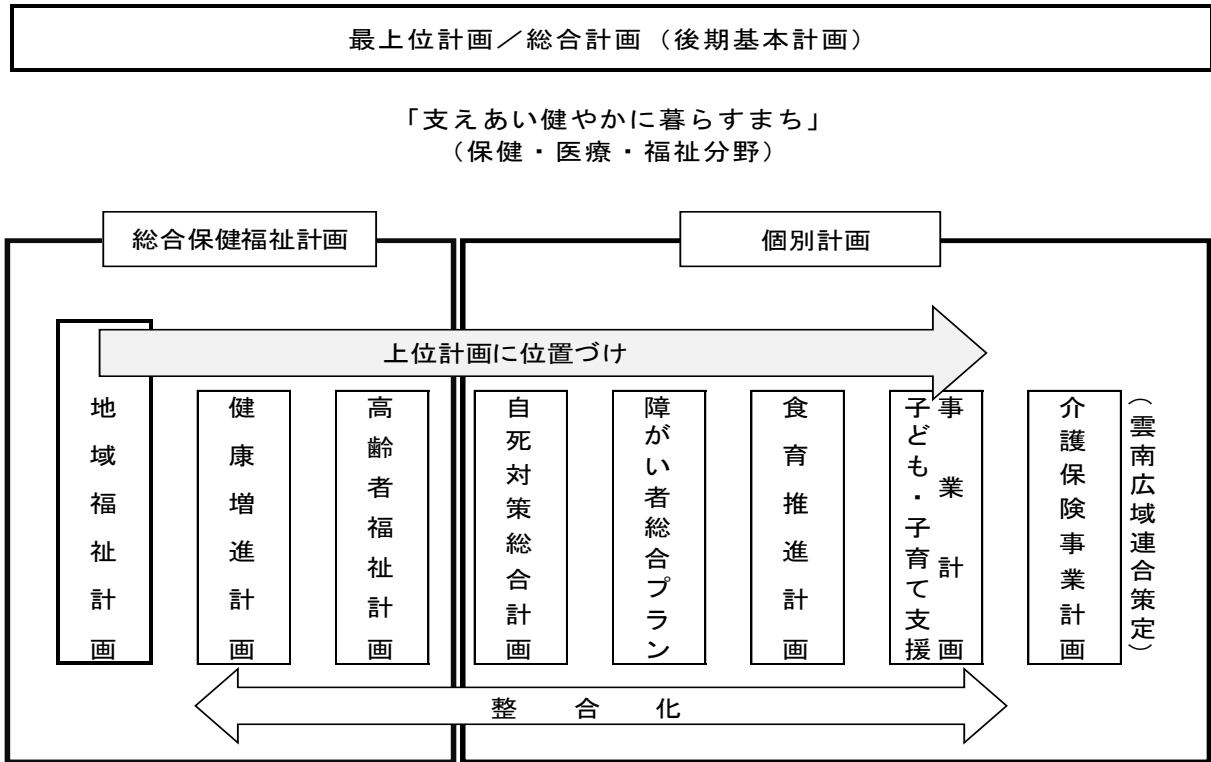 最上位計画／総合計画（後期基本計画）
「支えあい健やかに暮らすまち」
（保健・医療・福祉分野）
総合保健福祉計画
個別計画
上位計画に位置づけ
地域福祉計画
健康増進計画
高齢者福祉計画
自死対策総合計画
障がい者総合プラン
食育推進計画
子ども・子育て支援
事業計画
介護保険事業計画
（雲南広域連合策定）
整合化